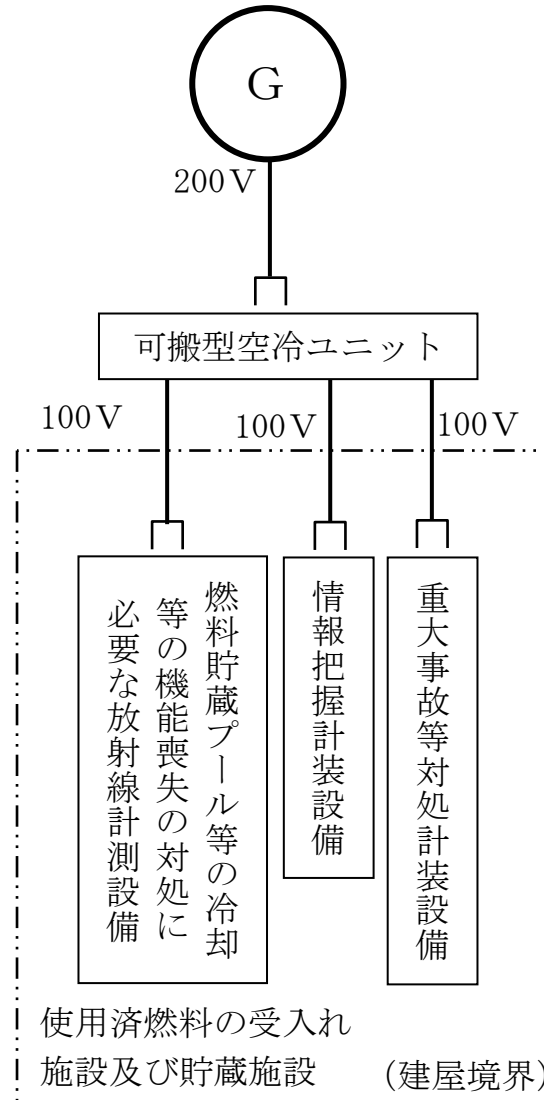 G
200V
可搬型空冷ユニット
100V
100V
100V
燃料貯蔵プール等の冷却
等の機能喪失の対処に
必要な放射線計測設備
情報把握計装設備
重大事故等対処計装設備
使用済燃料の受入れ
施設及び貯蔵施設
(建屋境界)